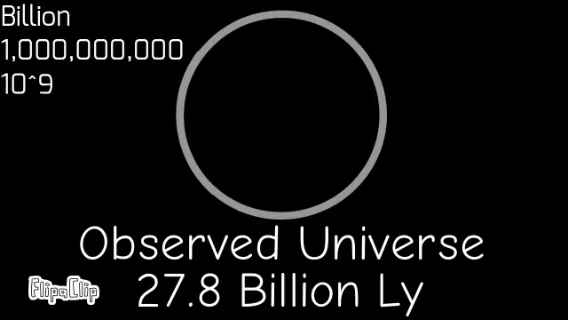 Billion
1,000,000,000
10^9
Observed Universe
27.8 Billion Ly
FlipaClip